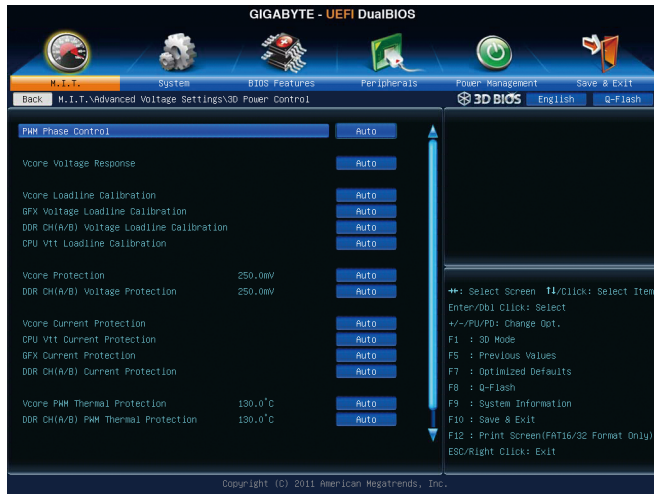 GIGABYTE - UEFI DualBIOS
M.I.T. System BIOS Features Peripherals Power Management Save & Exit
Back M.I.T.\Advanced Voltage Settings\3D Power Control 3D BIOS English Q-Flash
PWM Phase Control Auto
Vcore Voltage Response Auto
Vcore Loadline Calibration Auto
GFX Voltage Loadline Calibration Auto
DDR CH(A/B) Voltage Loadline Calibration Auto
CPU Vtt Loadline Calibration Auto
Vcore Protection 250.0mV Auto
DDR CH(A/B) Voltage Protection 250.0mV Auto
Vcore Current Protection Auto
CPU Vtt Current Protection Auto
GFX Current Protection Auto
DDR CH(A/B) Current Protection Auto
Vcore PWM Thermal Protection 130.0°C Auto
DDR CH(A/B) PWM Thermal Protection 130.0°C Auto
→←: Select Screen ↑↓/Click: Select Item
Enter/Dbl Click: Select
+/-/PU/PD: Change Opt.
F1 : 3D Mode
F5 : Previous Values
F7 : Optimized Defaults
F8 : Q-Flash
F9 : System Information
F10 : Save & Exit
F12 : Print Screen(FAT16/32 Format Only)
ESC/Right Click: Exit
Copyright (C) 2011 American Megatrends, Inc.